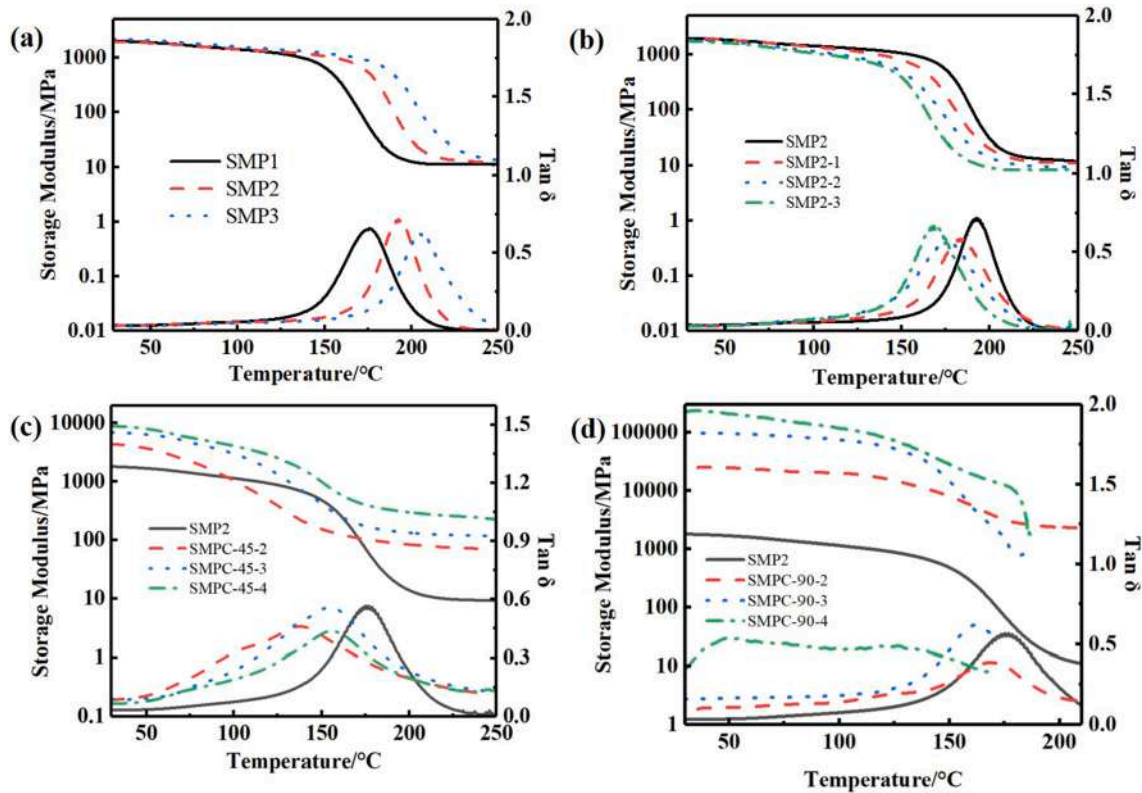 (a)
Storage Modulus/MPa
1000
100
10
1
0.1
0.01
SMP1
SMP2
SMP3
50 100 150 200 250
Temperature/°C
2.0
1.5
1.0
0.5
0.0
Tan δ
(b)
Storage Modulus/MPa
1000
100
10
1
0.1
0.01
SMP2
SMP2-1
SMP2-2
SMP2-3
50 100 150 200 250
Temperature/°C
2.0
1.5
1.0
0.5
0.0
Tan δ
(c)
Storage Modulus/MPa
10000
1000
100
10
1
0.1
SMP2
SMPC-45-2
SMPC-45-3
SMPC-45-4
50 100 150 200 250
Temperature/°C
1.5
1.2
0.9
0.6
0.3
0.0
Tan δ
(d)
Storage Modulus/MPa
100000
10000
1000
100
10
1
SMP2
SMPC-90-2
SMPC-90-3
SMPC-90-4
50 100 150 200
Temperature/°C
2.0
1.5
1.0
0.5
0.0
Tan δ